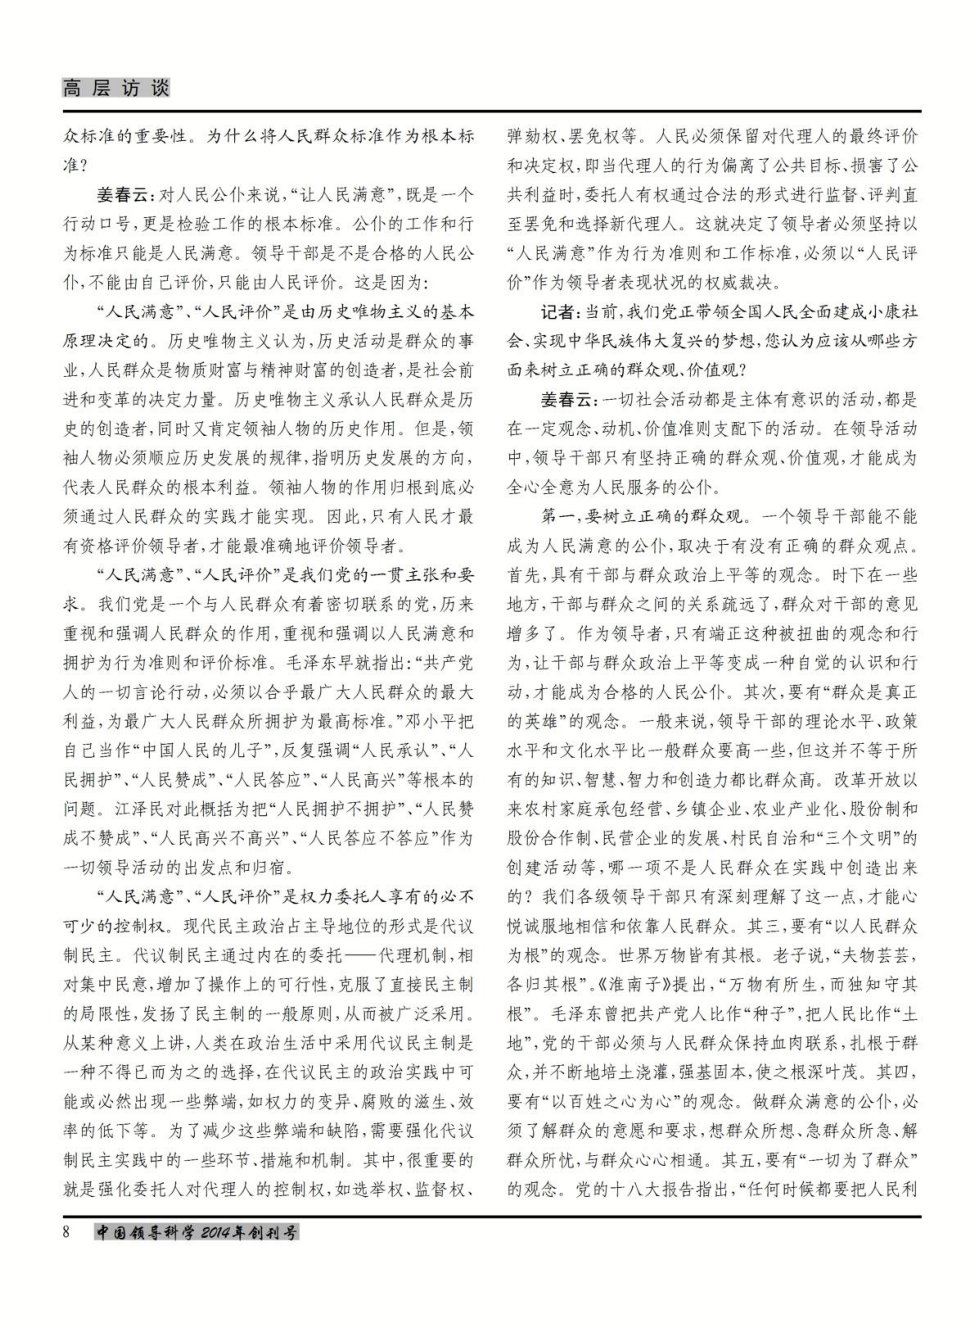 高层访谈
众标准的重要性。为什么将人民群众标准作为根本标
准?
姜春云:对人民公仆来说,“让人民满意”,既是一个
行动口号,更是检验工作的根本标准。公仆的工作和行
为标准只能是人民满意。领导干部是不是合格的人民公
仆,不能由自己评价,只能由人民评价。这是因为:
“人民满意”、“人民评价”是由历史唯物主义的基本
原理决定的。历史唯物主义认为,历史活动是群众的事
业,人民群众是物质财富与精神财富的创造者,是社会前
进和变革的决定力量。历史唯物主义承认人民群众是历
史的创造者,同时又肯定领袖人物的历史作用。但是,领
袖人物必须顺应历史发展的规律,指明历史发展的方向,
代表人民群众的根本利益。领袖人物的作用归根到底必
须通过人民群众的实践才能实现。因此,只有人民才最
有资格评价领导者,才能最准确地评价领导者。
“人民满意”、“人民评价”是我们党的一贯主张和要
求。我们党是一个与人民群众有着密切联系的党,历来
重视和强调人民群众的作用,重视和强调以人民满意和
拥护为行为准则和评价标准。毛泽东早就指出:“共产党
人的一切言论行动,必须以合乎最广大人民群众的最大
利益,为最广大人民群众所拥护为最高标准。”邓小平把
自己当作“中国人民的儿子”,反复强调“人民承认”、“人
民拥护”、“人民赞成”、“人民答应”、“人民高兴”等根本的
问题。江泽民对此概括为把“人民拥护不拥护”、“人民赞
成不赞成”、“人民高兴不高兴”、“人民答应不答应”作为
一切领导活动的出发点和归宿。
“人民满意”、“人民评价”是权力委托人享有的必不
可少的控制权。现代民主政治占主导地位的形式是代议
制民主。代议制民主通过内在的委托——代理机制,相
对集中民意,增加了操作上的可行性,克服了直接民主制
的局限性,发扬了民主制的一般原则,从而被广泛采用。
从某种意义上讲,人类在政治生活中采用代议民主制是
一种不得已而为之的选择,在代议民主的政治实践中可
能或必然出现一些弊端,如权力的变异、腐败的滋生、效
率的低下等。为了减少这些弊端和缺陷,需要强化代议
制民主实践中的一些环节、措施和机制。其中,很重要的
就是强化委托人对代理人的控制权,如选举权、监督权、
弹劾权、罢免权等。人民必须保留对代理人的最终评价
和决定权,即当代理人的行为偏离了公共目标、损害了公
共利益时,委托人有权通过合法的形式进行监督、评判直
至罢免和选择新代理人。这就决定了领导者必须坚持以
“人民满意”作为行为准则和工作标准,必须以“人民评
价”作为领导者表现状况的权威裁决。
记者:当前,我们党正带领全国人民全面建成小康社
会、实现中华民族伟大复兴的梦想,您认为应该从哪些方
面来树立正确的群众观、价值观?
姜春云:一切社会活动都是主体有意识的活动,都是
在一定观念、动机、价值准则支配下的活动。在领导活动
中,领导干部只有坚持正确的群众观、价值观,才能成为
全心全意为人民服务的公仆。
第一,要树立正确的群众观。一个领导干部能不能
成为人民满意的公仆,取决于有没有正确的群众观点。
首先,具有干部与群众政治上平等的观念。时下在一些
地方,干部与群众之间的关系疏远了,群众对干部的意见
增多了。作为领导者,只有端正这种被扭曲的观念和行
为,让干部与群众政治上平等变成一种自觉的认识和行
动,才能成为合格的人民公仆。其次,要有“群众是真正
的英雄”的观念。一般来说,领导干部的理论水平、政策
水平和文化水平比一般群众要高一些,但这并不等于所
有的知识、智慧、智力和创造力都比群众高。改革开放以
来农村家庭承包经营、乡镇企业、农业产业化、股份制和
股份合作制、民营企业的发展、村民自治和“三个文明”的
创建活动等,哪一项不是人民群众在实践中创造出来
的?我们各级领导干部只有深刻理解了这一点,才能心
悦诚服地相信和依靠人民群众。其三,要有“以人民群众
为根”的观念。世界万物皆有其根。老子说,“夫物芸芸,
各归其根”。《淮南子》提出,“万物有所生,而独知守其
根”。毛泽东曾把共产党人比作“种子”,把人民比作“土
地”,党的干部必须与人民群众保持血肉联系,扎根于群
众,并不断地培土浇灌,强基固本,使之根深叶茂。其四,
要有“以百姓之心为心”的观念。做群众满意的公仆,必
须了解群众的意愿和要求,想群众所想、急群众所急、解
群众所忧,与群众心心相通。其五,要有“一切为了群众”
的观念。党的十八大报告指出,“任何时候都要把人民利
8 中国领导科学 2014年创刊号